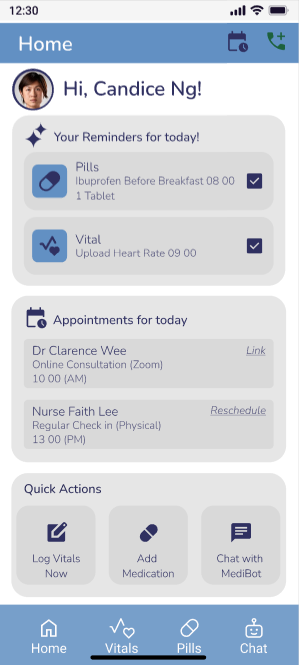 12:30
Home
Hi, Candice Ng!
Your Reminders for today!
Pills
Ibuprofen Before Breakfast 08 00
1 Tablet
Vital
Upload Heart Rate 09 00
Appointments for today
Dr Clarence Wee
Link
Online Consultation (Zoom)
10 00 (AM)
Nurse Faith Lee
Reschedule
Regular Check in (Physical)
13 00 (PM)
Quick Actions
Log Vitals
Now
Add
Medication
Chat with
MediBot
Home
Vitals
Pills
Chat